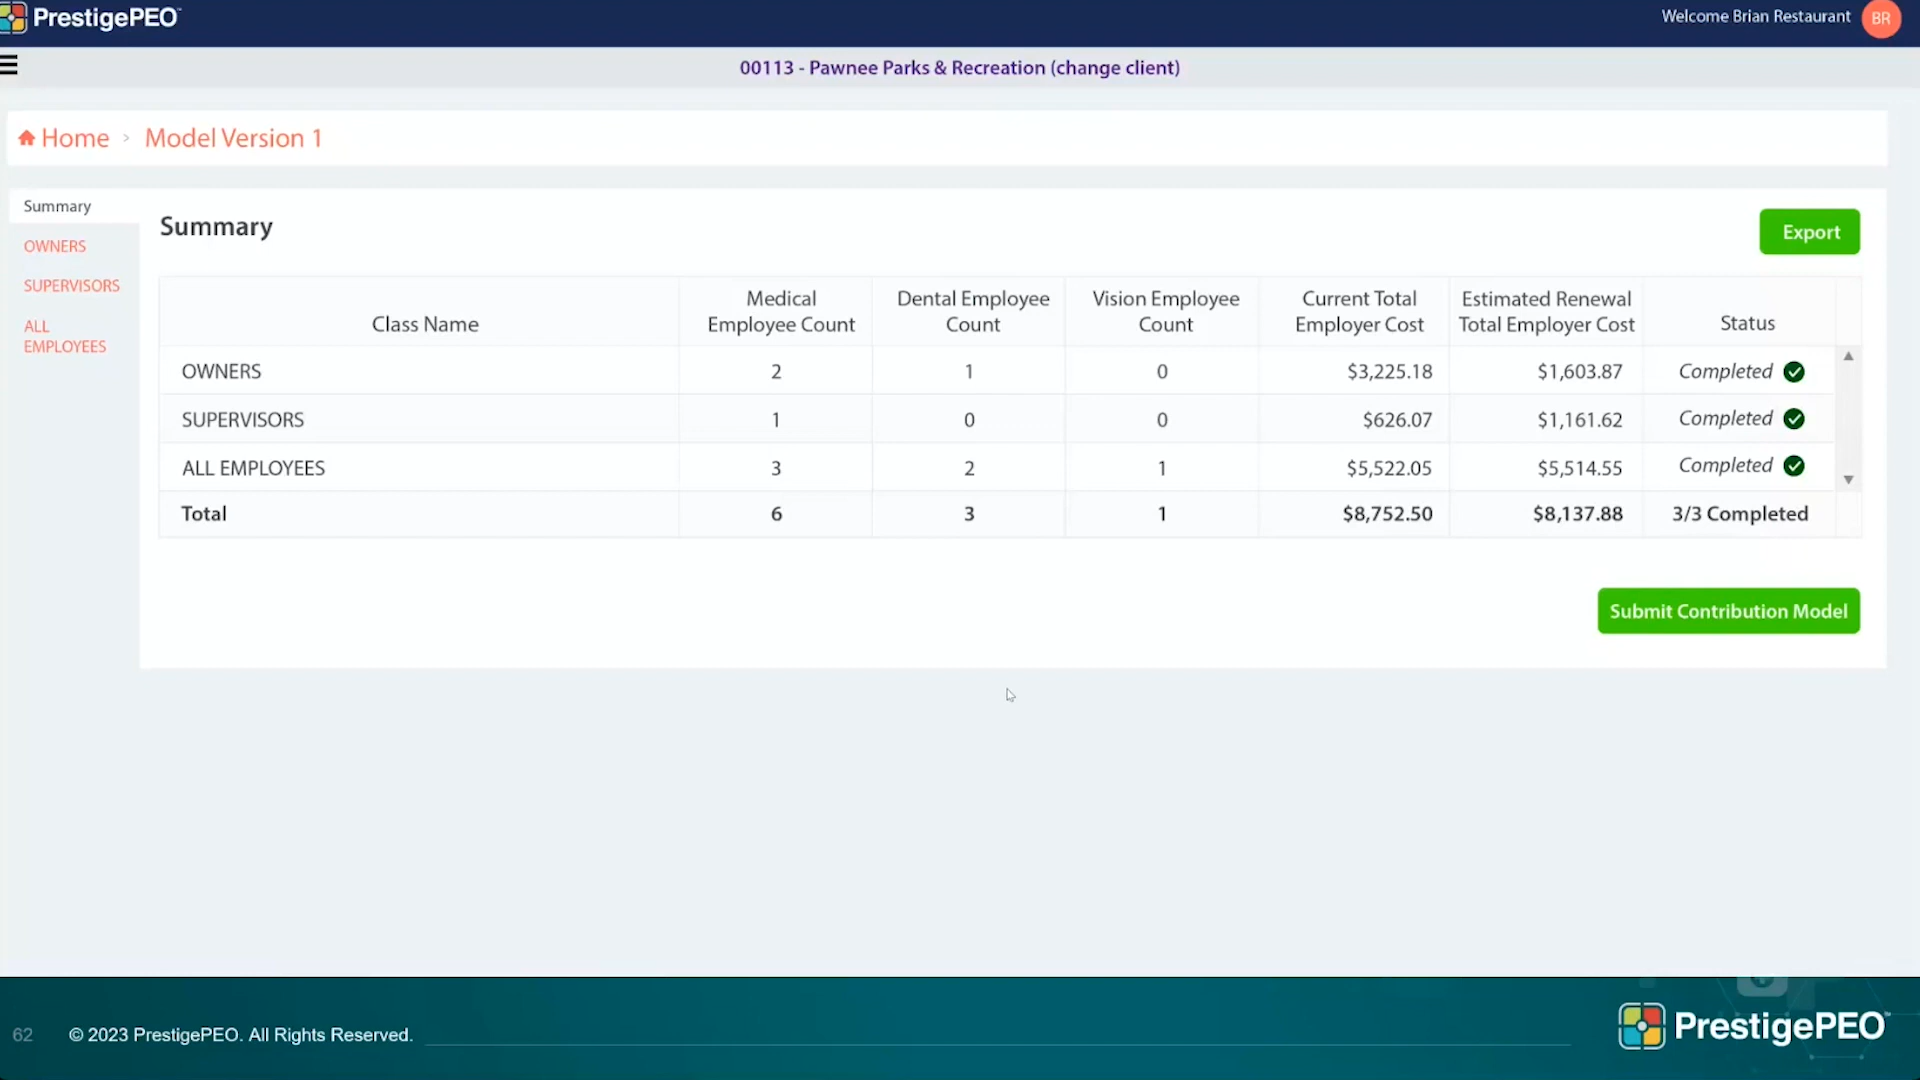 PrestigePEO™
Welcome Brian Restaurant BR
00113 - Pawnee Parks & Recreation (change client)
Home > Model Version 1
Summary
OWNERS
SUPERVISORS
ALL
EMPLOYEES
Summary
Export
Class Name
Medical
Employee Count
Dental Employee
Count
Vision Employee
Count
Current Total
Employer Cost
Estimated Renewal
Total Employer Cost
Status
OWNERS 2 1 0 $3,225.18 $1,603.87 Completed
SUPERVISORS 1 0 0 $626.07 $1,161.62 Completed
ALL EMPLOYEES 3 2 1 $5,522.05 $5,514.55 Completed
Total 6 3 1 $8,752.50 $8,137.88 3/3 Completed
Submit Contribution Model
62 © 2023 PrestigePEO. All Rights Reserved.
PrestigePEO™